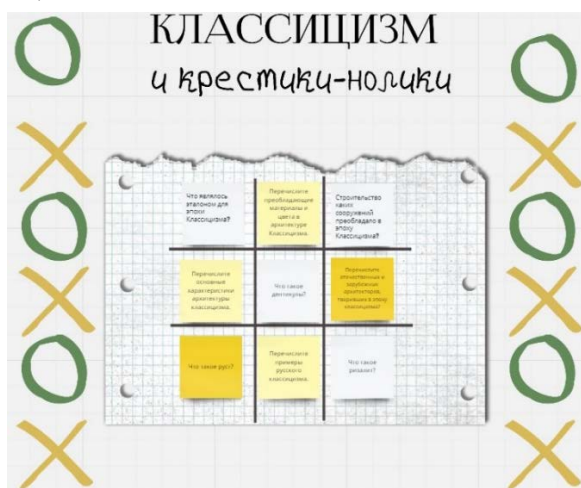 КЛАССИЦИЗМ
и крестики-нолики
Что являлось
эталоном для
эпохи
Классицизма?
Перечислите
преобладающие
материалы и
цвета в
архитектуре
Классицизма.
Строительство
каких
сооружений
преобладало в
эпоху
Классицизма?
Перечислите
основные
характеристики
архитектуры
классицизма.
Что такое
дентикулы?
Перечислите
отечественных и
зарубежных
архитекторов,
творивших в эпоху
классицизма?
Что такое руст?
Перечислите
примеры
русского
классицизма.
Что такое
ризалит?